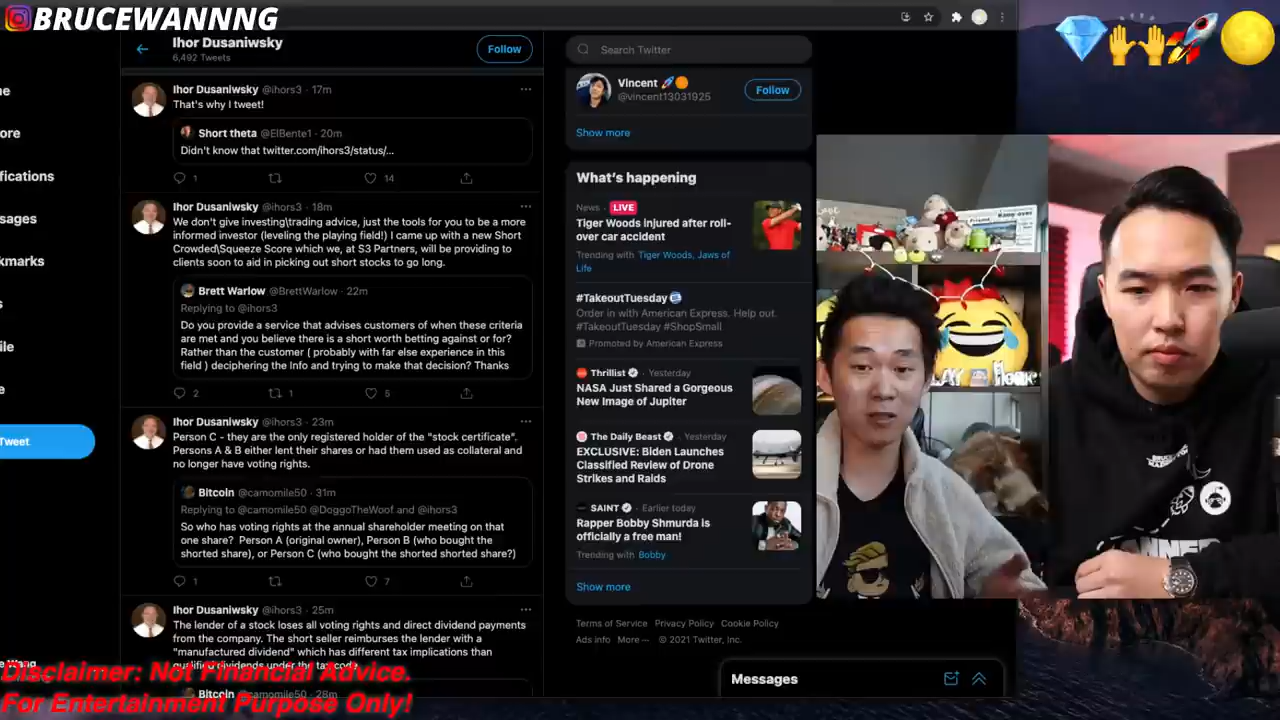 BRUCEWANNNG
Ihor Dusaniwsky
6,492 Tweets
Follow
Ihor Dusaniwsky @ihors3 · 17m
That's why I tweet!
Short theta @ElBente1 · 20m
Didn't know that twitter.com/ihors3/status/...
1
14
Ihor Dusaniwsky @ihors3 · 18m
We don't give investing\trading advice, just the tools for you to be a more
informed investor (leveling the playing field!) I came up with a new Short
Crowded\Squeeze Score which we, at S3 Partners, will be providing to
clients soon to aid in picking out short stocks to go long.
Brett Warlow @BrettWarlow · 22m
Replying to @ihors3
Do you provide a service that advises customers of when these criteria
are met and you believe there is a short worth betting against or for?
Rather than the customer ( probably with far else experience in this
field ) deciphering the Info and trying to make that decision? Thanks
2
1
5
Ihor Dusaniwsky @ihors3 · 23m
Person C - they are the only registered holder of the "stock certificate".
Persons A & B either lent their shares or had them used as collateral and
no longer have voting rights.
Bitcoin @camomile50 · 31m
Replying to @camomile50 @DoggoTheWoof and @ihors3
So who has voting rights at the annual shareholder meeting on that
one share? Person A (original owner), Person B (who bought the
shorted share), or Person C (who bought the shorted shorted share?)
1
7
Ihor Dusaniwsky @ihors3 · 25m
The lender of a stock loses all voting rights and direct dividend payments
from the company. The short seller reimburses the lender with a
"manufactured dividend" which has different tax implications than
qualified dividends under the tax code.
Bitcoin @camomile50 · 28m
me
ore
ifications
sages
kmarks
s
ile
e
Tweet
Search Twitter
Vincent
@vincent13031925
Follow
Show more
What's happening
News · LIVE
Tiger Woods injured after roll-
over car accident
Trending with Tiger Woods, Jaws of
Life
#TakeoutTuesday
Order in with American Express. Help out.
#TakeoutTuesday #ShopSmall
Promoted by American Express
Thrillist · Yesterday
NASA Just Shared a Gorgeous
New Image of Jupiter
The Daily Beast · Yesterday
EXCLUSIVE: Biden Launches
Classified Review of Drone
Strikes and Raids
SAINT · Earlier today
Rapper Bobby Shmurda is
officially a free man!
Trending with Bobby
Show more
Terms of Service Privacy Policy Cookie Policy
Ads info More ··· © 2021 Twitter, Inc.
Messages
Disclaimer: Not Financial Advice.
For Entertainment Purpose Only!